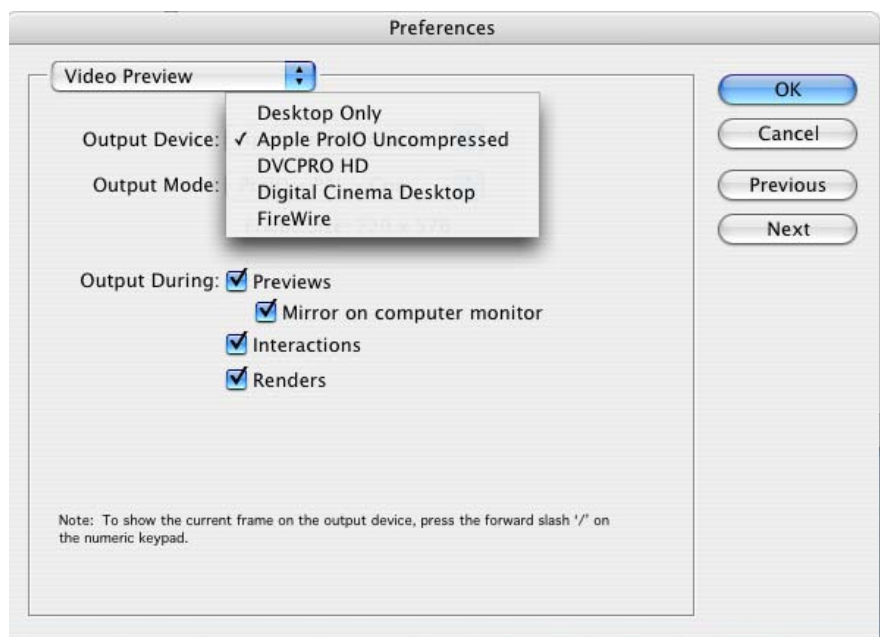 Preferences
Video Preview
OK
Desktop Only
Output Device: ✓ Apple ProIO Uncompressed
Cancel
DVCPRO HD
Output Mode:
Digital Cinema Desktop
Previous
FireWire
Next
Output During: Previews
Mirror on computer monitor
Interactions
Renders
Note: To show the current frame on the output device, press the forward slash '/' on
the numeric keypad.